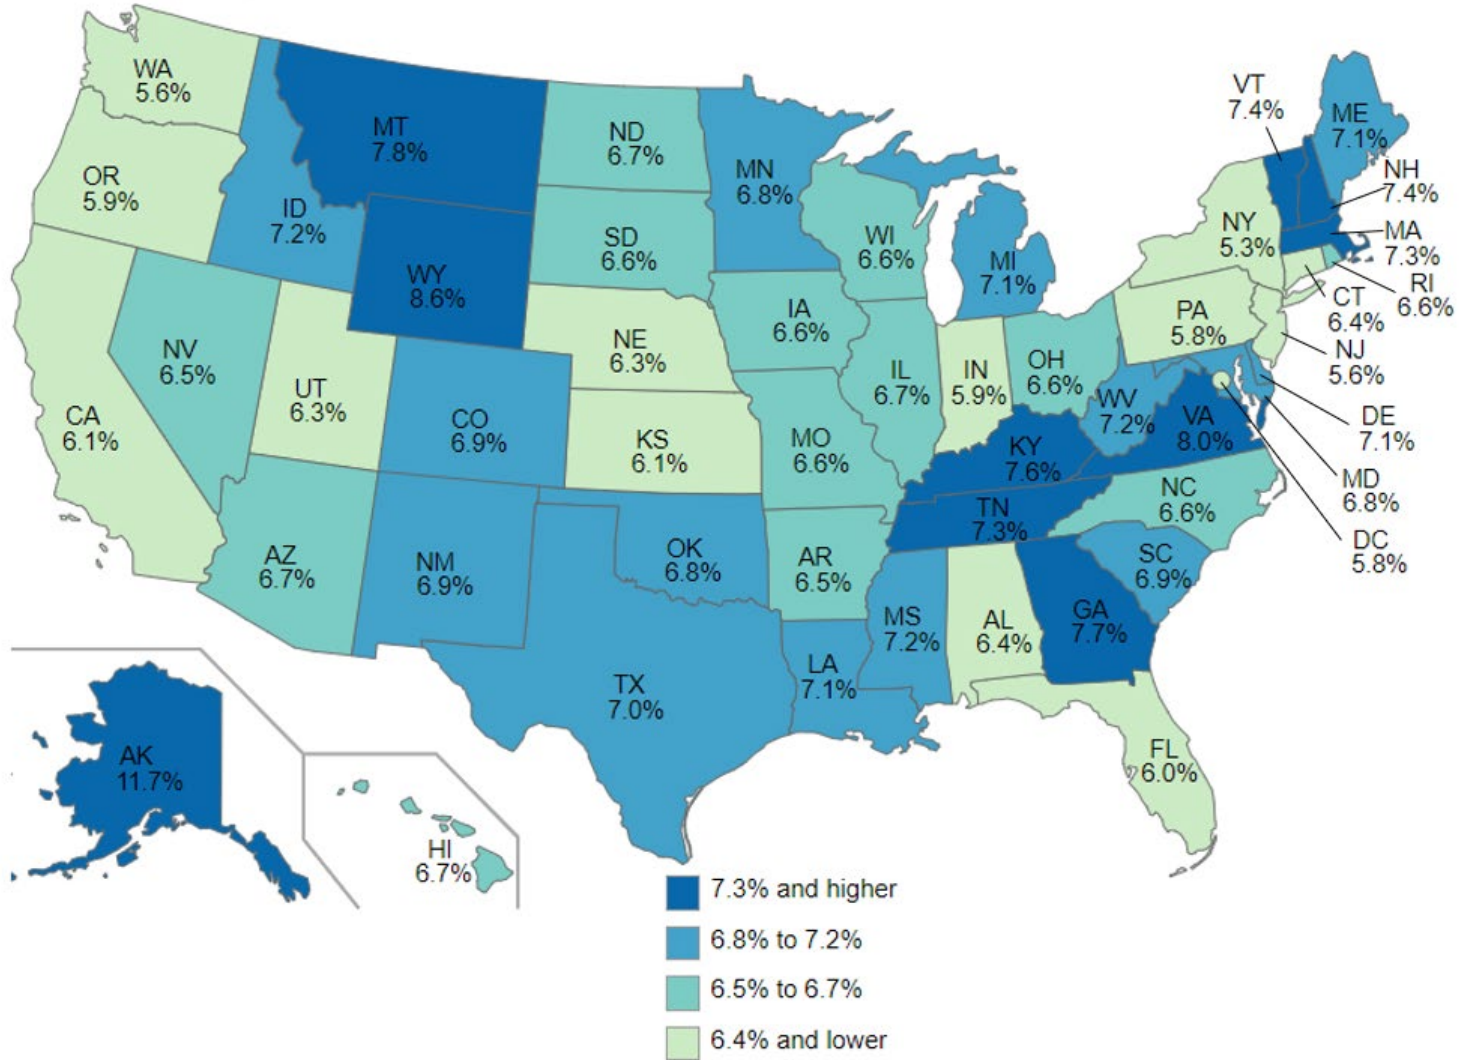 WA
5.6%
OR
5.9%
CA
6.1%
ID
7.2%
NV
6.5%
MT
7.8%
WY
8.6%
UT
6.3%
AZ
6.7%
CO
6.9%
NM
6.9%
ND
6.7%
SD
6.6%
NE
6.3%
KS
6.1%
OK
6.8%
TX
7.0%
MN
6.8%
IA
6.6%
MO
6.6%
AR
6.5%
LA
7.1%
WI
6.6%
IL
6.7%
MS
7.2%
MI
7.1%
IN
5.9%
OH
6.6%
KY
7.6%
TN
7.3%
AL
6.4%
GA
7.7%
FL
6.0%
SC
6.9%
NC
6.6%
VA
8.0%
WV
7.2%
PA
5.8%
NY
5.3%
VT
7.4%
ME
7.1%
NH
7.4%
MA
7.3%
RI
6.6%
CT
6.4%
NJ
5.6%
DE
7.1%
MD
6.8%
DC
5.8%
AK
11.7%
HI
6.7%
7.3% and higher
6.8% to 7.2%
6.5% to 6.7%
6.4% and lower